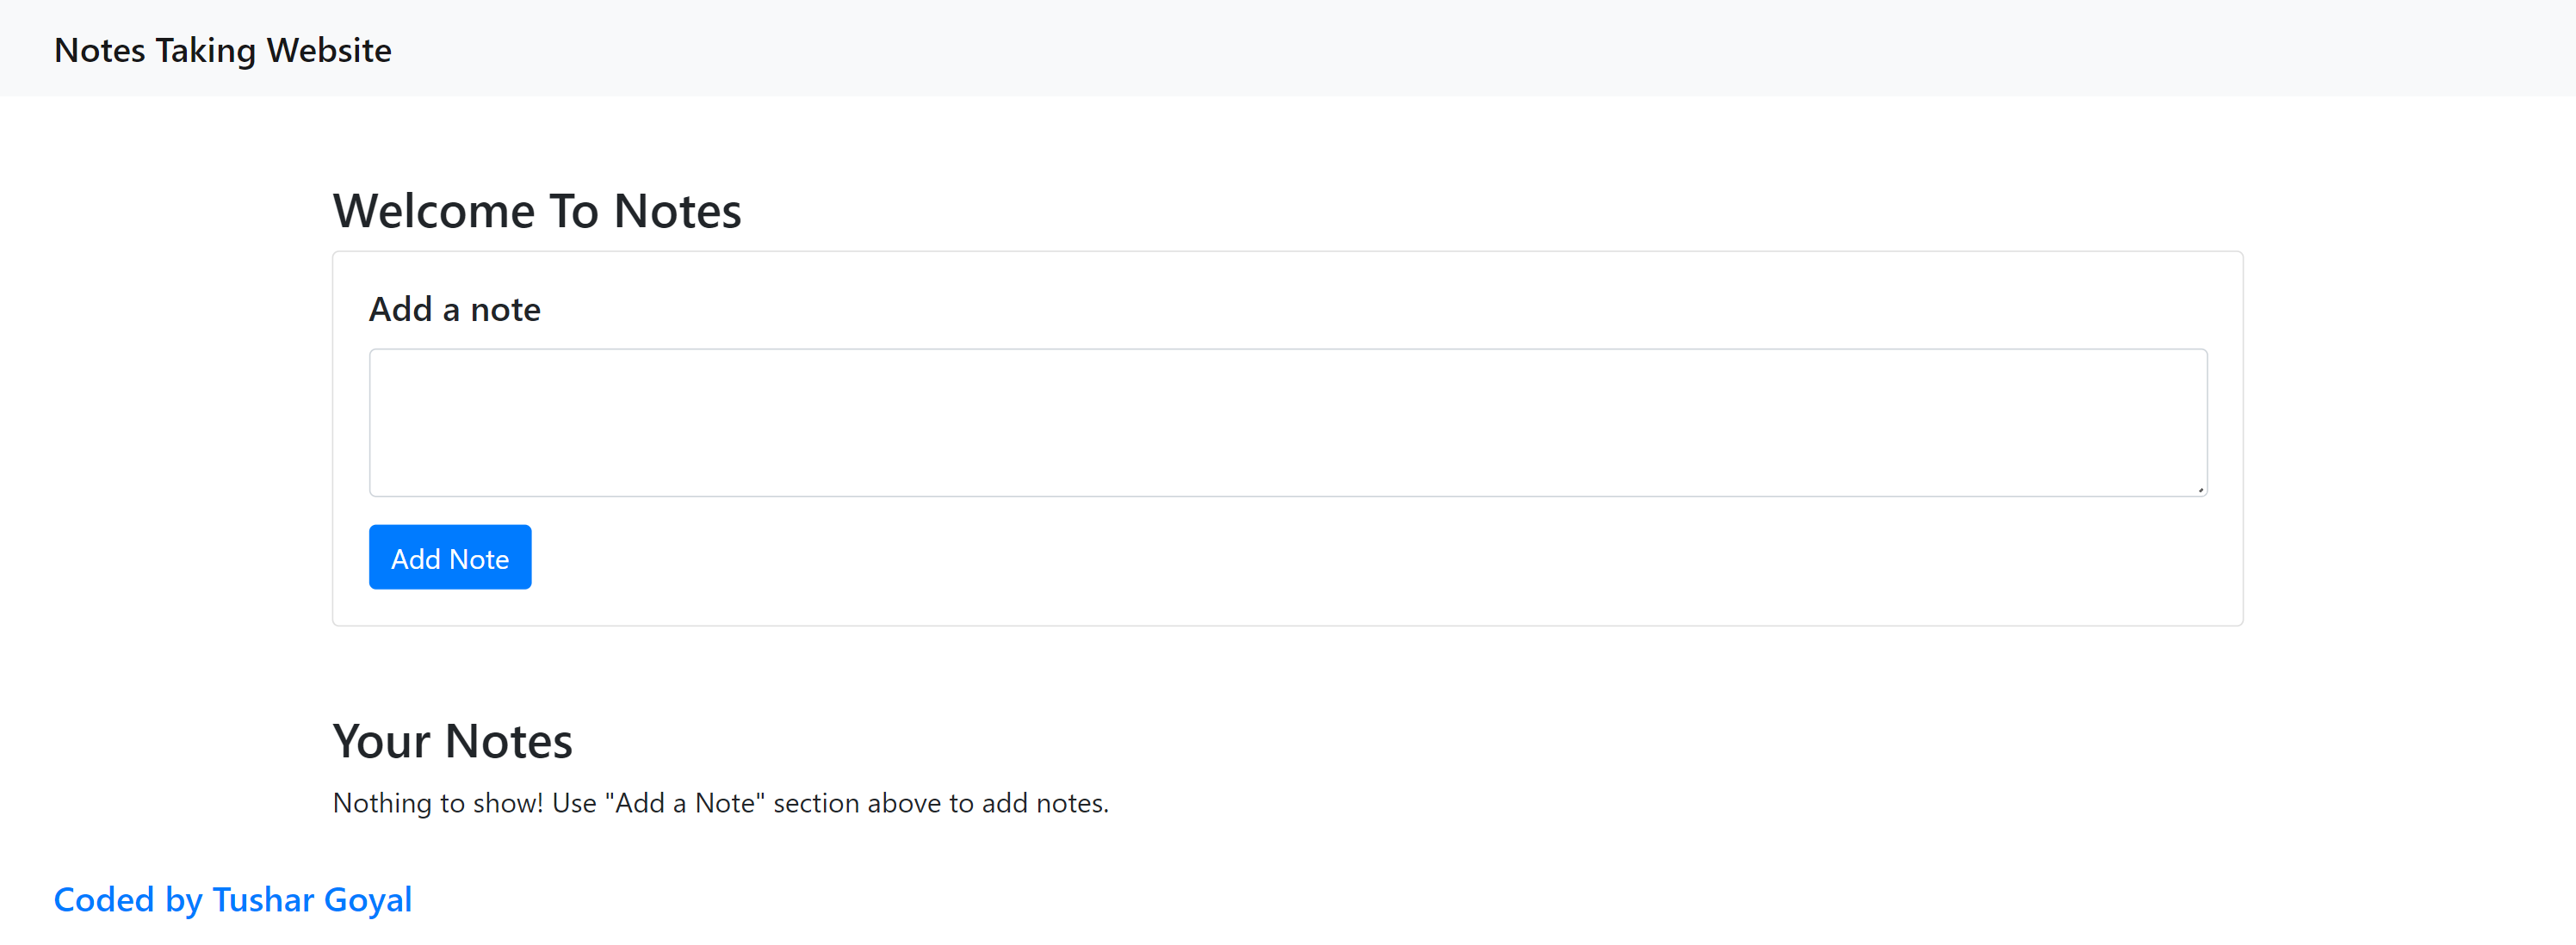 Notes Taking Website
Welcome To Notes
Add a note
Add Note
Your Notes
Nothing to show! Use "Add a Note" section above to add notes.
Coded by Tushar Goyal